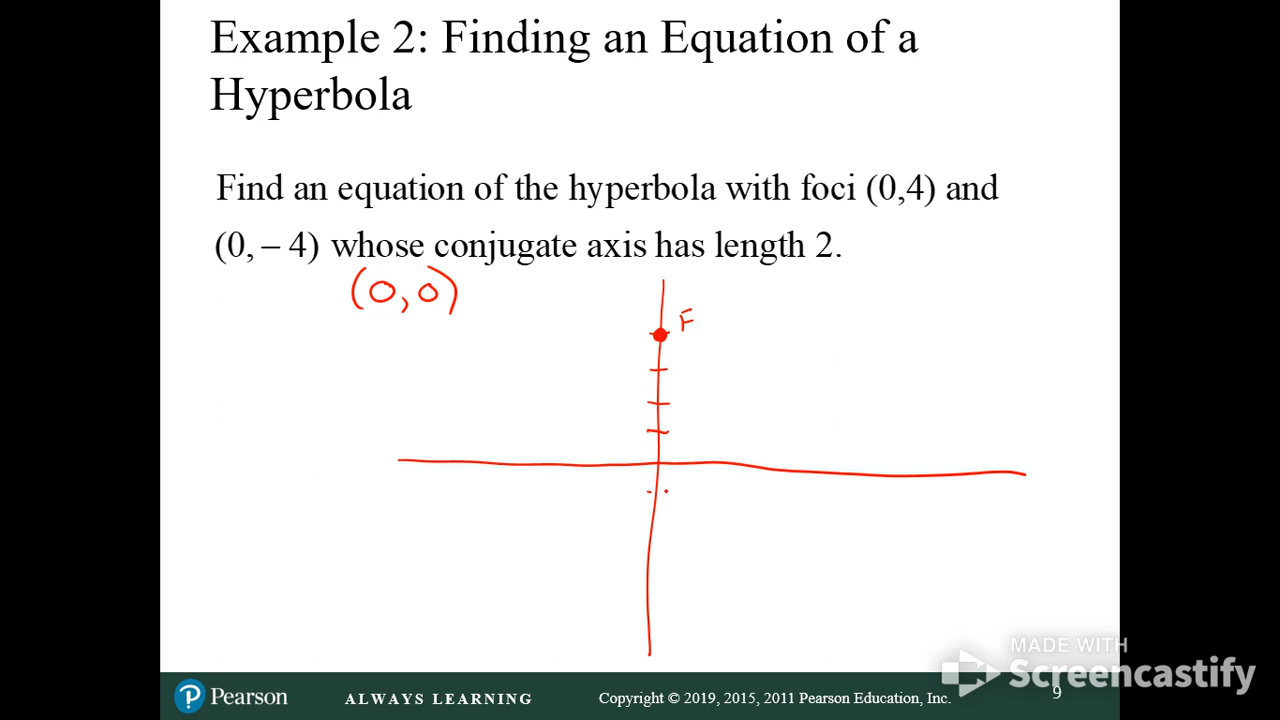 Example 2: Finding an Equation of a
Hyperbola
Find an equation of the hyperbola with foci (0,4) and
(0, – 4) whose conjugate axis has length 2.
(0,0)
F
MADE WITH
Screencastify
Pearson
ALWAYS LEARNING
Copyright © 2019, 2015, 2011 Pearson Education, Inc.
9